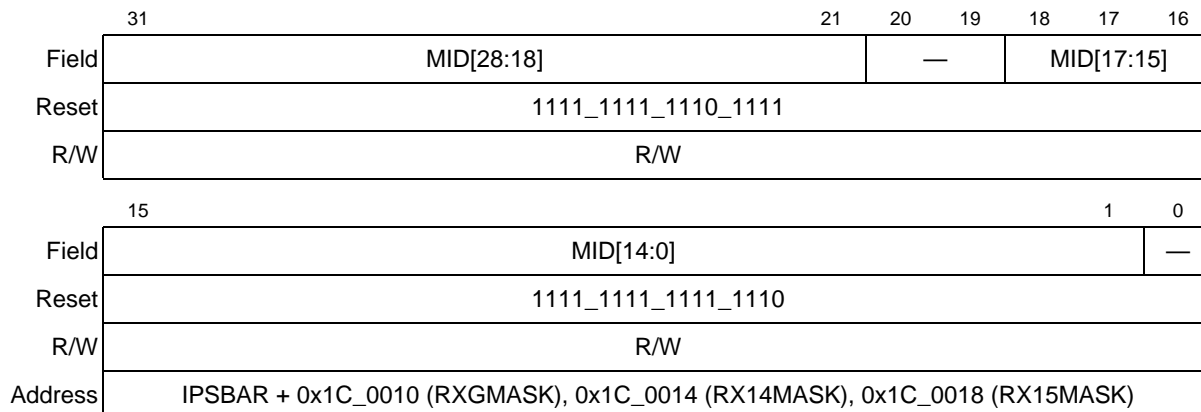 31 21 20 19 18 17 16
Field MID[28:18] — MID[17:15]
Reset 1111_1111_1110_1111
R/W R/W
15 1 0
Field MID[14:0] —
Reset 1111_1111_1111_1110
R/W R/W
Address IPSBAR + 0x1C_0010 (RXGMASK), 0x1C_0014 (RX14MASK), 0x1C_0018 (RX15MASK)